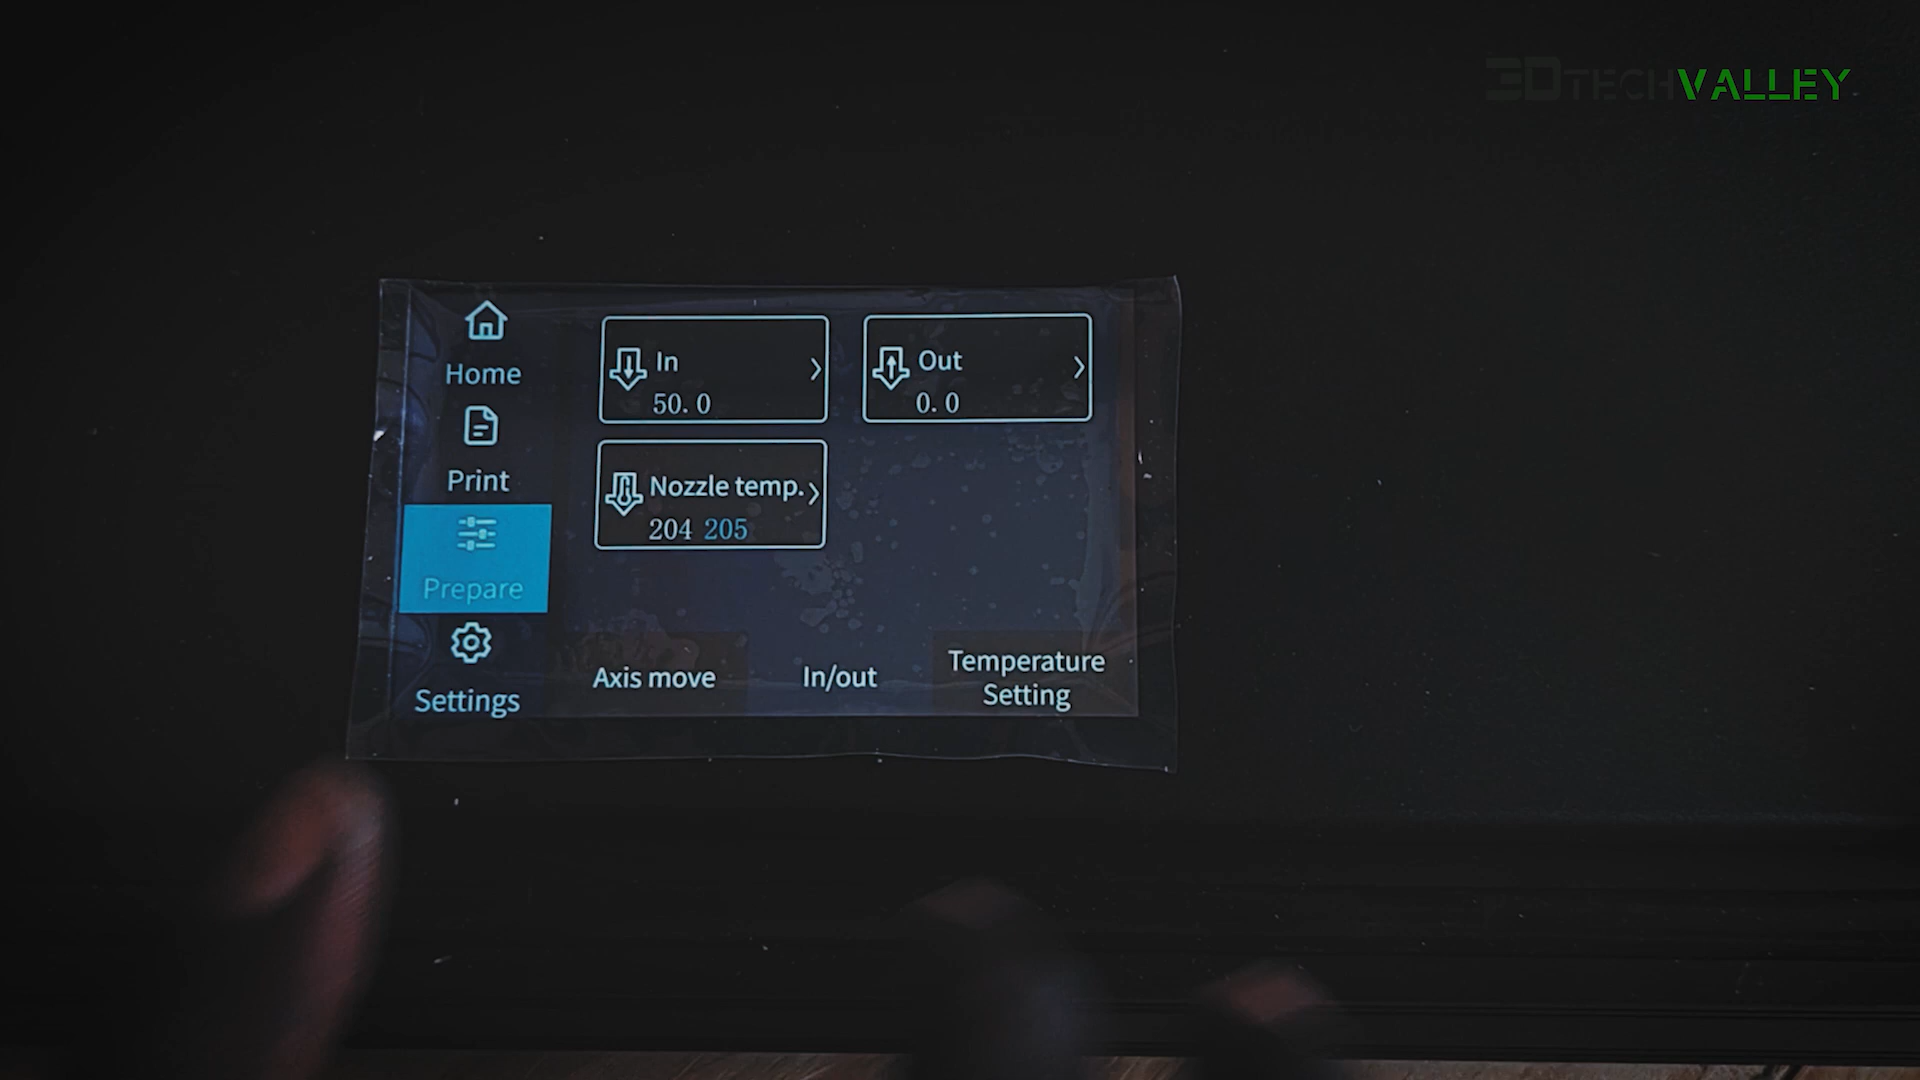 3DTECHVALLEY
Home
Print
Prepare
Settings
In
50.0
Out
0.0
Nozzle temp.
204 205
Axis move
In/out
Temperature
Setting